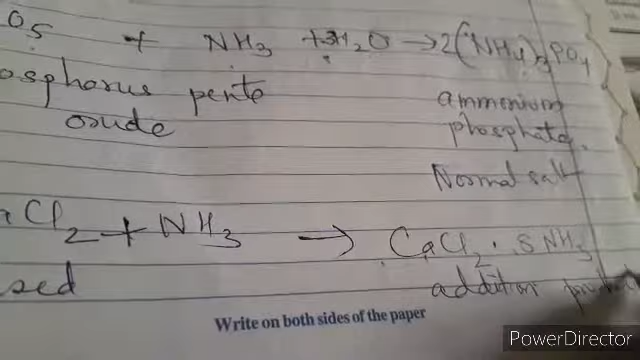 O5 + NH3 + 3H2O → 2(NH4)3PO4
osphorus pente
oxude
ammonium
phosphate.
Normal salt
Cl2 + NH3 → CaCl2 · 8NH3
sed
addition
Write on both sides of the paper
PowerDirector